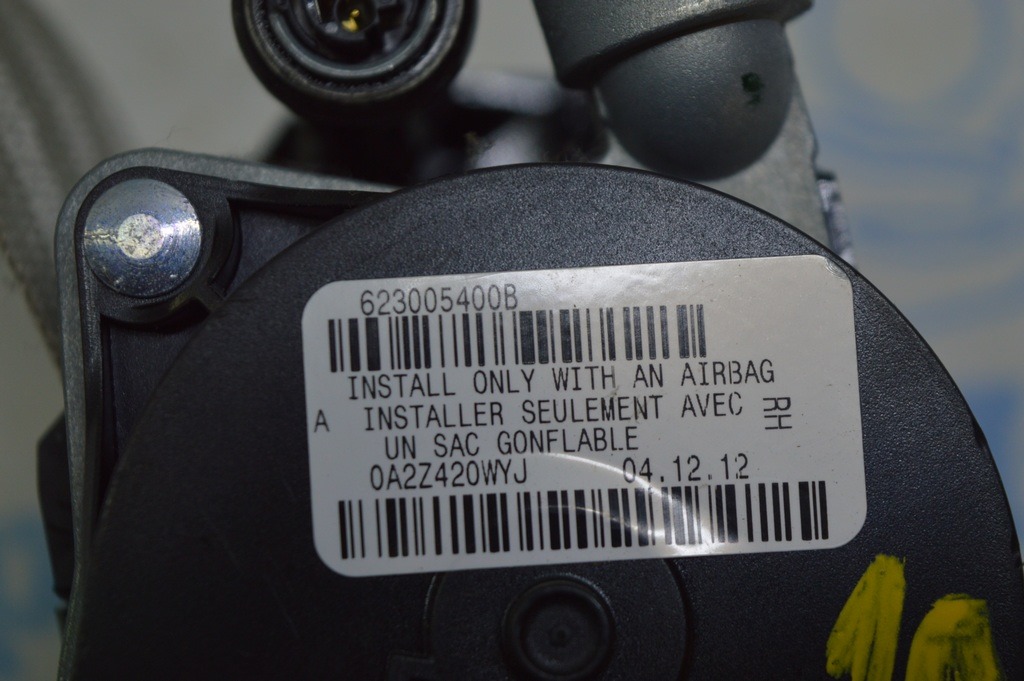 623005400B
INSTALL ONLY WITH AN AIRBAG
A INSTALLER SEULEMENT AVEC RH
UN SAC GONFLABLE
0A2Z420WYJ 04.12.12